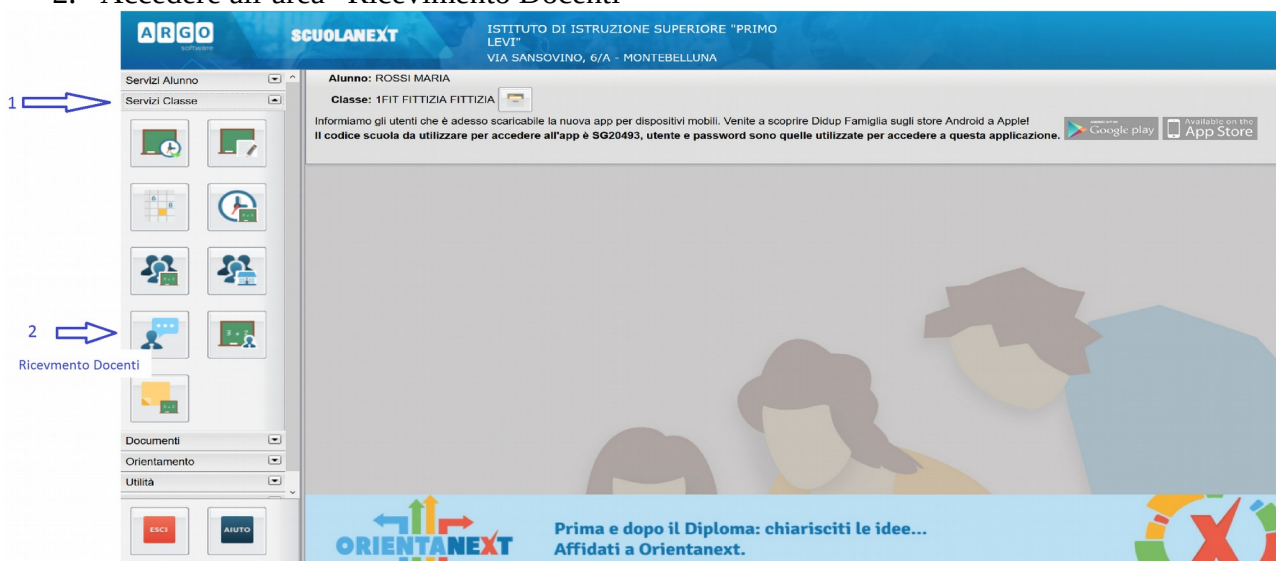 2. Accedere all'area "Ricevimento Docenti"
ARGO
software
SCUOLANEXT
ISTITUTO DI ISTRUZIONE SUPERIORE "PRIMO
LEVI"
VIA SANSOVINO, 6/A - MONTEBELLUNA
Servizi Alunno
1
Servizi Classe
Alunno: ROSSI MARIA
Classe: 1FIT FITTIZIA FITTIZIA
Informiamo gli utenti che è adesso scaricabile la nuova app per dispositivi mobili. Venite a scoprire Didup Famiglia sugli store Android a Apple!
Il codice scuola da utilizzare per accedere all'app è SG20493, utente e password sono quelle utilizzate per accedere a questa applicazione.
Google play
Available on the
App Store
2
Ricevmento Docenti
Documenti
Orientamento
Utilità
ESCI
AIUTO
ORIENTANEXT
Prima e dopo il Diploma: chiarisciti le idee...
Affidati a Orientanext.